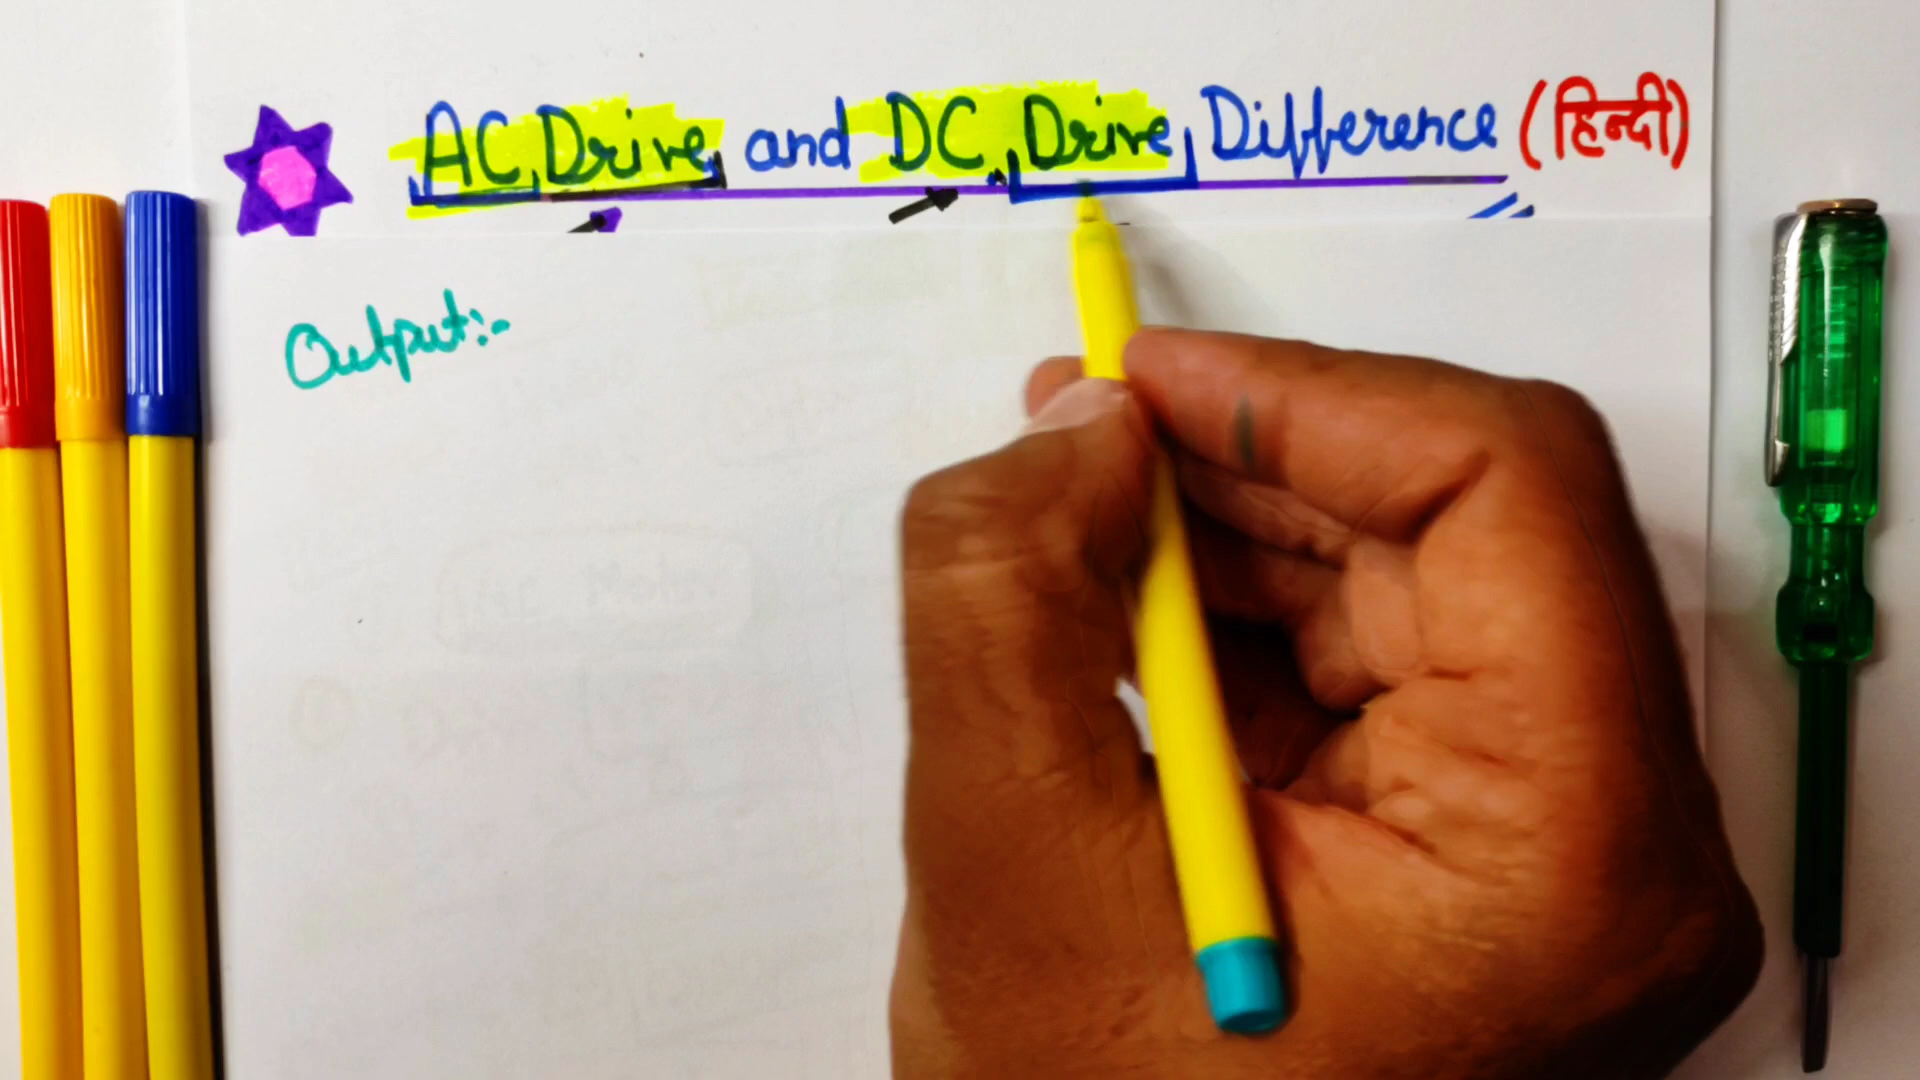 AC Drive and DC Drive Difference (हिन्दी)
Output:-